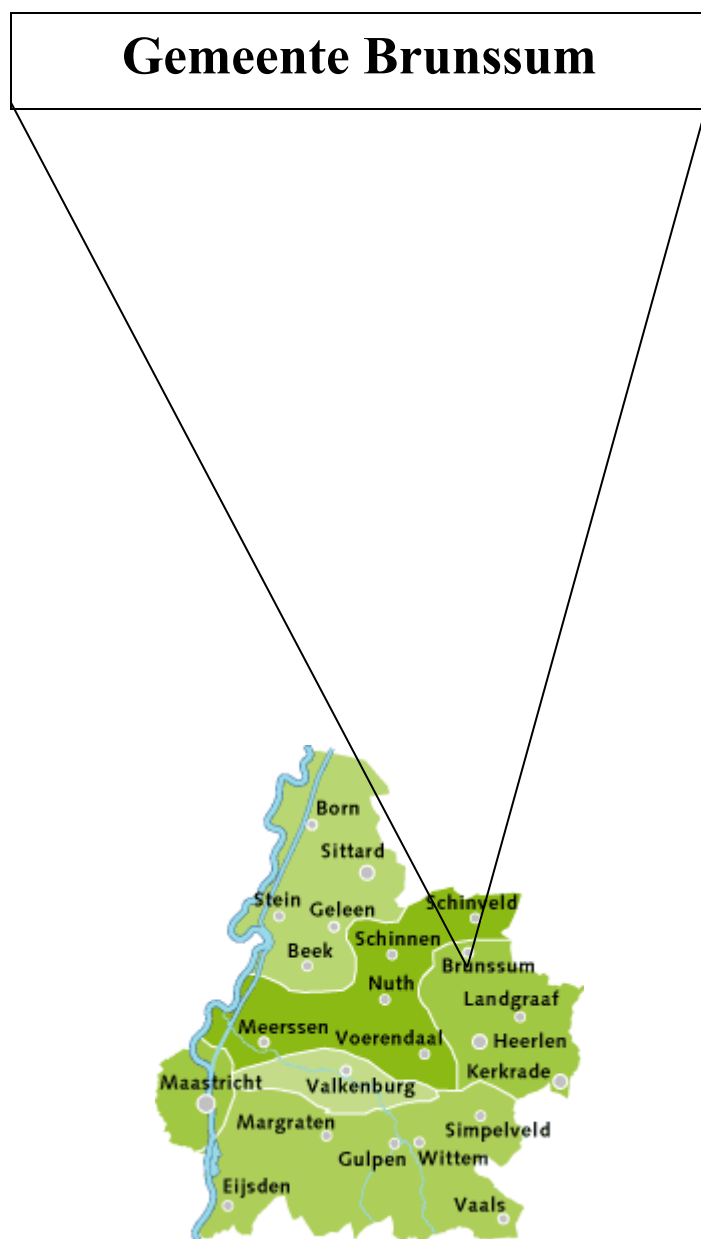 Gemeente Brunssum
Born
Sittard
Stein
Geleen
Schinveld
Schinnen
Beek
Brunssum
Nuth
Landgraaf
Meerssen
Voerendaal
Heerlen
Kerkrade
Maastricht
Valkenburg
Margraten
Simpelveld
Gulpen
Wittem
Eijsden
Vaals